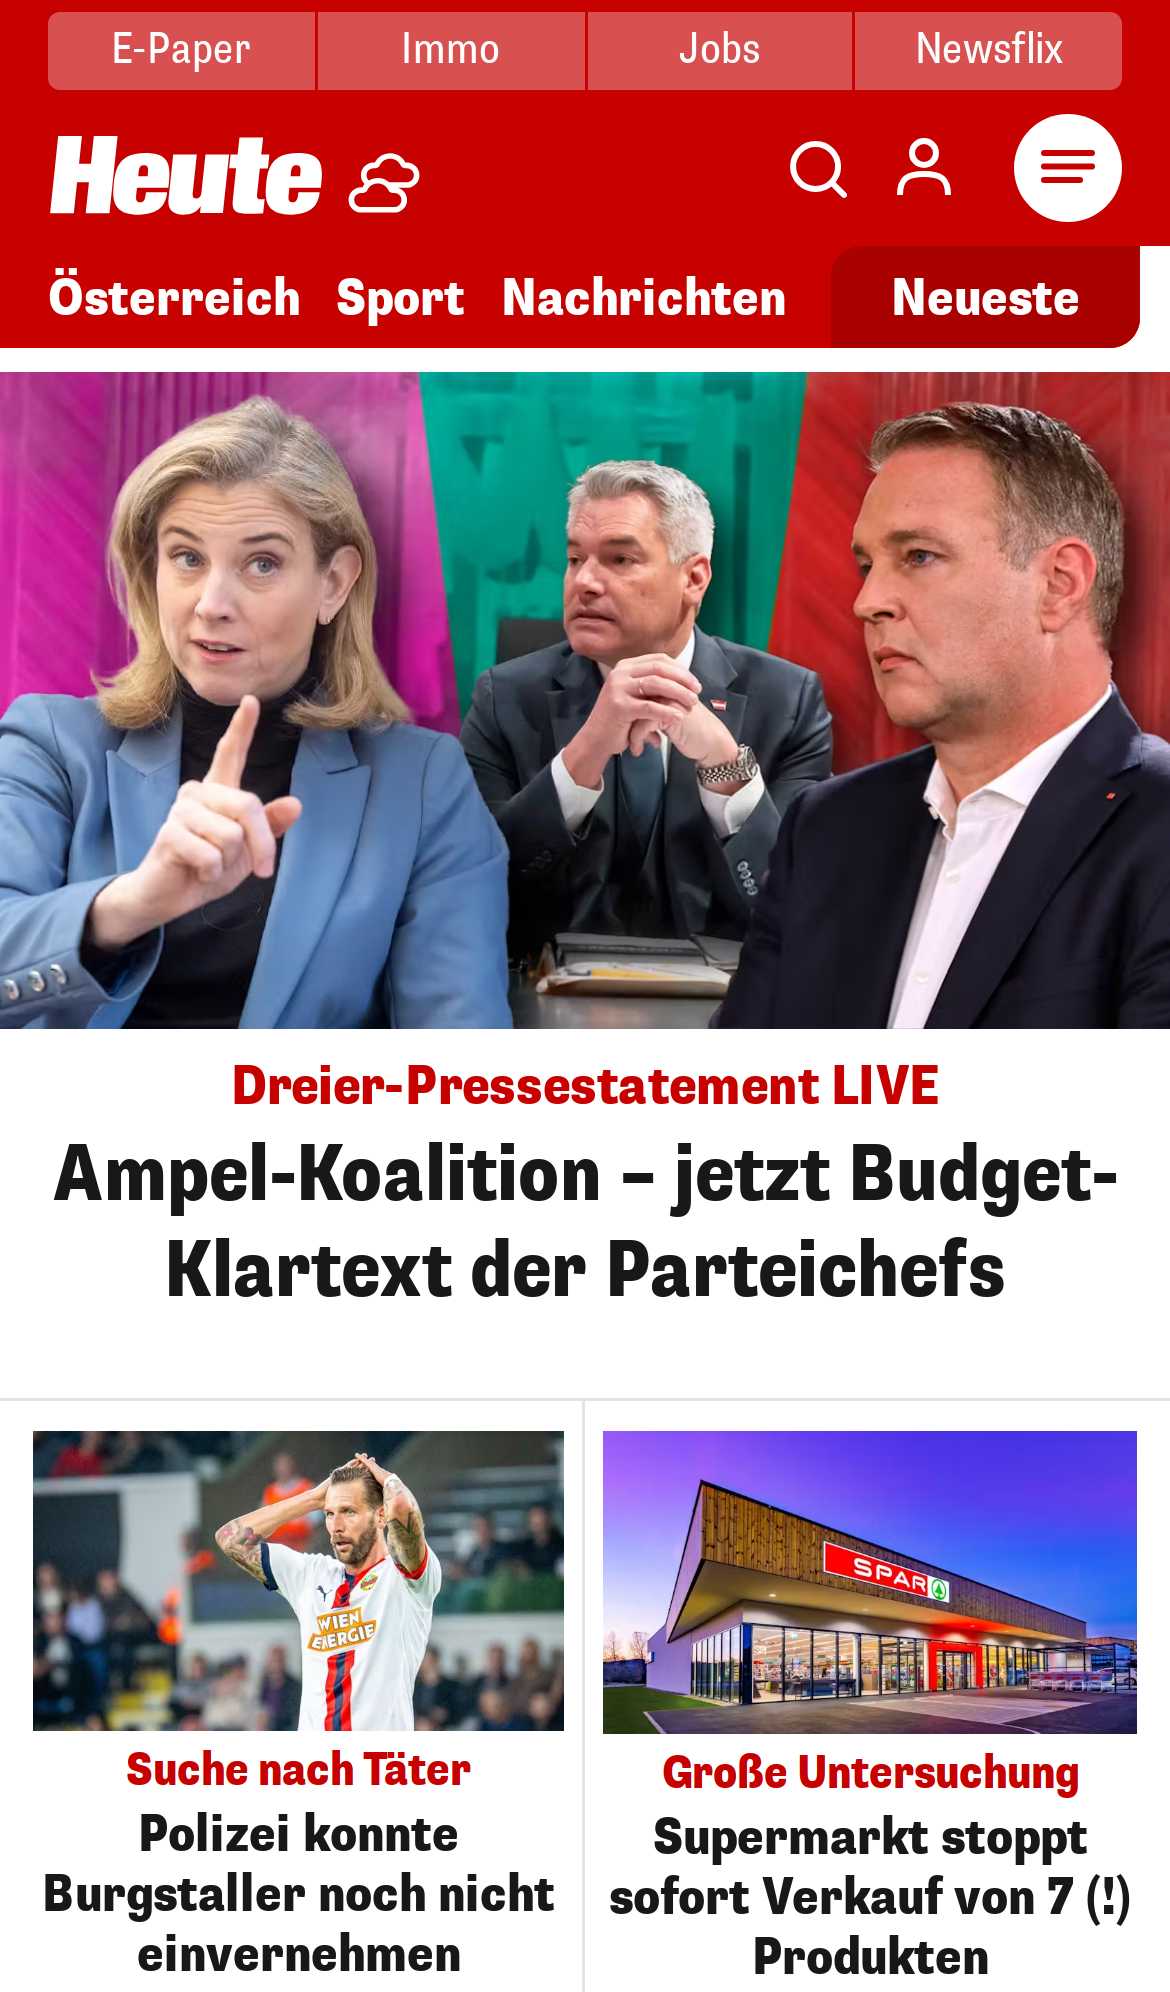 E-Paper
Immo
Jobs
Newsflix
Heute
Österreich
Sport
Nachrichten
Neueste
Dreier-Pressestatement LIVE
Ampel-Koalition – jetzt Budget-
Klartext der Parteichefs
WIEN
ENERGIE
Suche nach Täter
Polizei konnte
Burgstaller noch nicht
einvernehmen
SPAR
Große Untersuchung
Supermarkt stoppt
sofort Verkauf von 7 (!)
Produkten